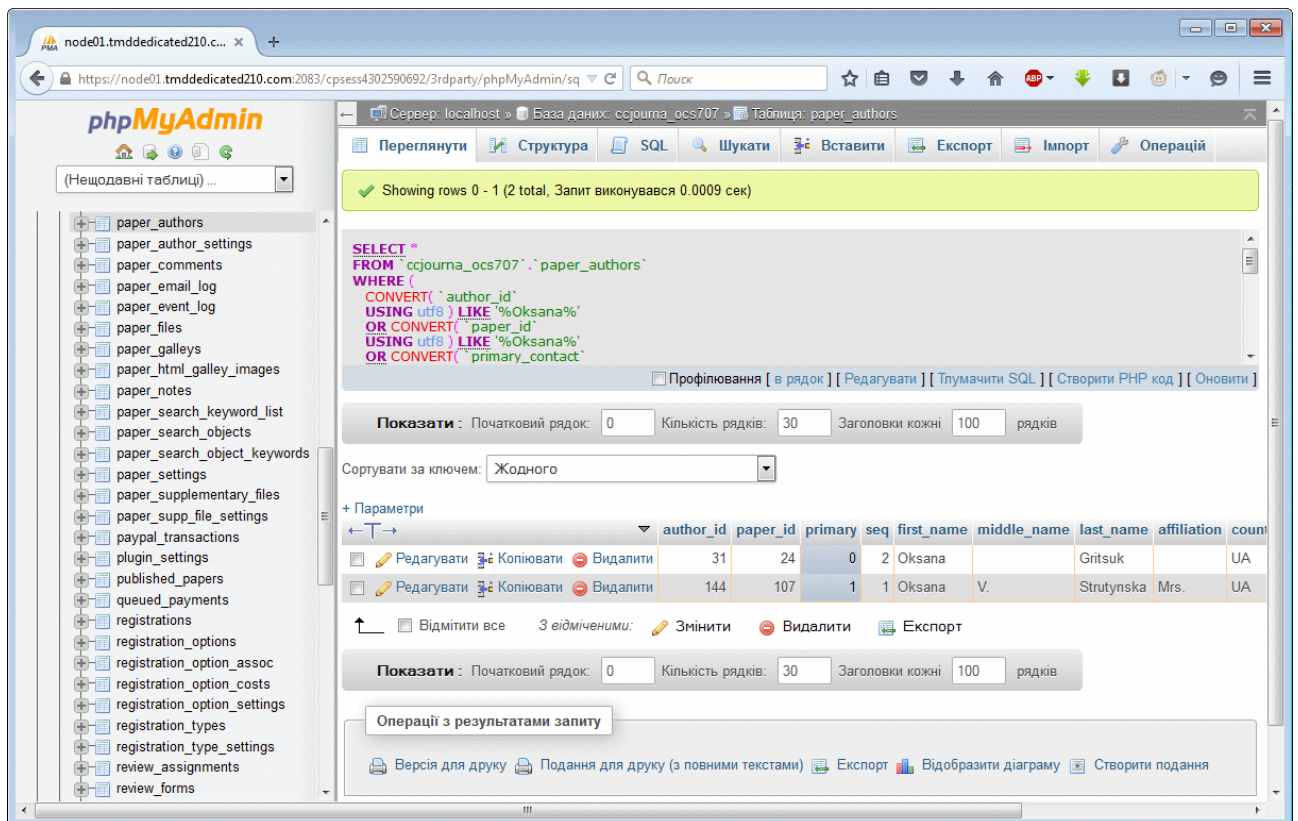 node01.tmddedicated210.c... × +
https://node01.tmddedicated210.com:2083/cpsess4302590692/3rdparty/phpMyAdmin/sq
Поиск
ABP
phpMyAdmin
(Нещодавні таблиці) ...
paper_authors
paper_author_settings
paper_comments
paper_email_log
paper_event_log
paper_files
paper_galleys
paper_html_galley_images
paper_notes
paper_search_keyword_list
paper_search_objects
paper_search_object_keywords
paper_settings
paper_supplementary_files
paper_supp_file_settings
paypal_transactions
plugin_settings
published_papers
queued_payments
registrations
registration_options
registration_option_assoc
registration_option_costs
registration_option_settings
registration_types
registration_type_settings
review_assignments
review_forms
Сервер: localhost » База даних: ccjourna_ocs707 » Таблиця: paper_authors
Переглянути Структура SQL Шукати Вставити Експорт Імпорт Операцій
Showing rows 0 - 1 (2 total, Запит виконувався 0.0009 сек)
SELECT *
FROM `ccjourna_ocs707`.`paper_authors`
WHERE (
CONVERT( `author_id`
USING utf8 ) LIKE '%Oksana%'
OR CONVERT( `paper_id`
USING utf8 ) LIKE '%Oksana%'
OR CONVERT( `primary_contact`
Профілювання [ в рядок ] [ Редагувати ] [ Тлумачити SQL ] [ Створити PHP код ] [ Оновити ]
Показати : Початковий рядок: 0 Кількість рядків: 30 Заголовки кожні 100 рядків
Сортувати за ключем: Жодного
+ Параметри
←T→ author_id paper_id primary seq first_name middle_name last_name affiliation count
Редагувати Копіювати Видалити 31 24 0 2 Oksana Gritsuk UA
Редагувати Копіювати Видалити 144 107 1 1 Oksana V. Strutynska Mrs. UA
Відмітити все З відміченими: Змінити Видалити Експорт
Показати : Початковий рядок: 0 Кількість рядків: 30 Заголовки кожні 100 рядків
Операції з результатами запиту
Версія для друку Подання для друку (з повними текстами) Експорт Відобразити діаграму Створити подання